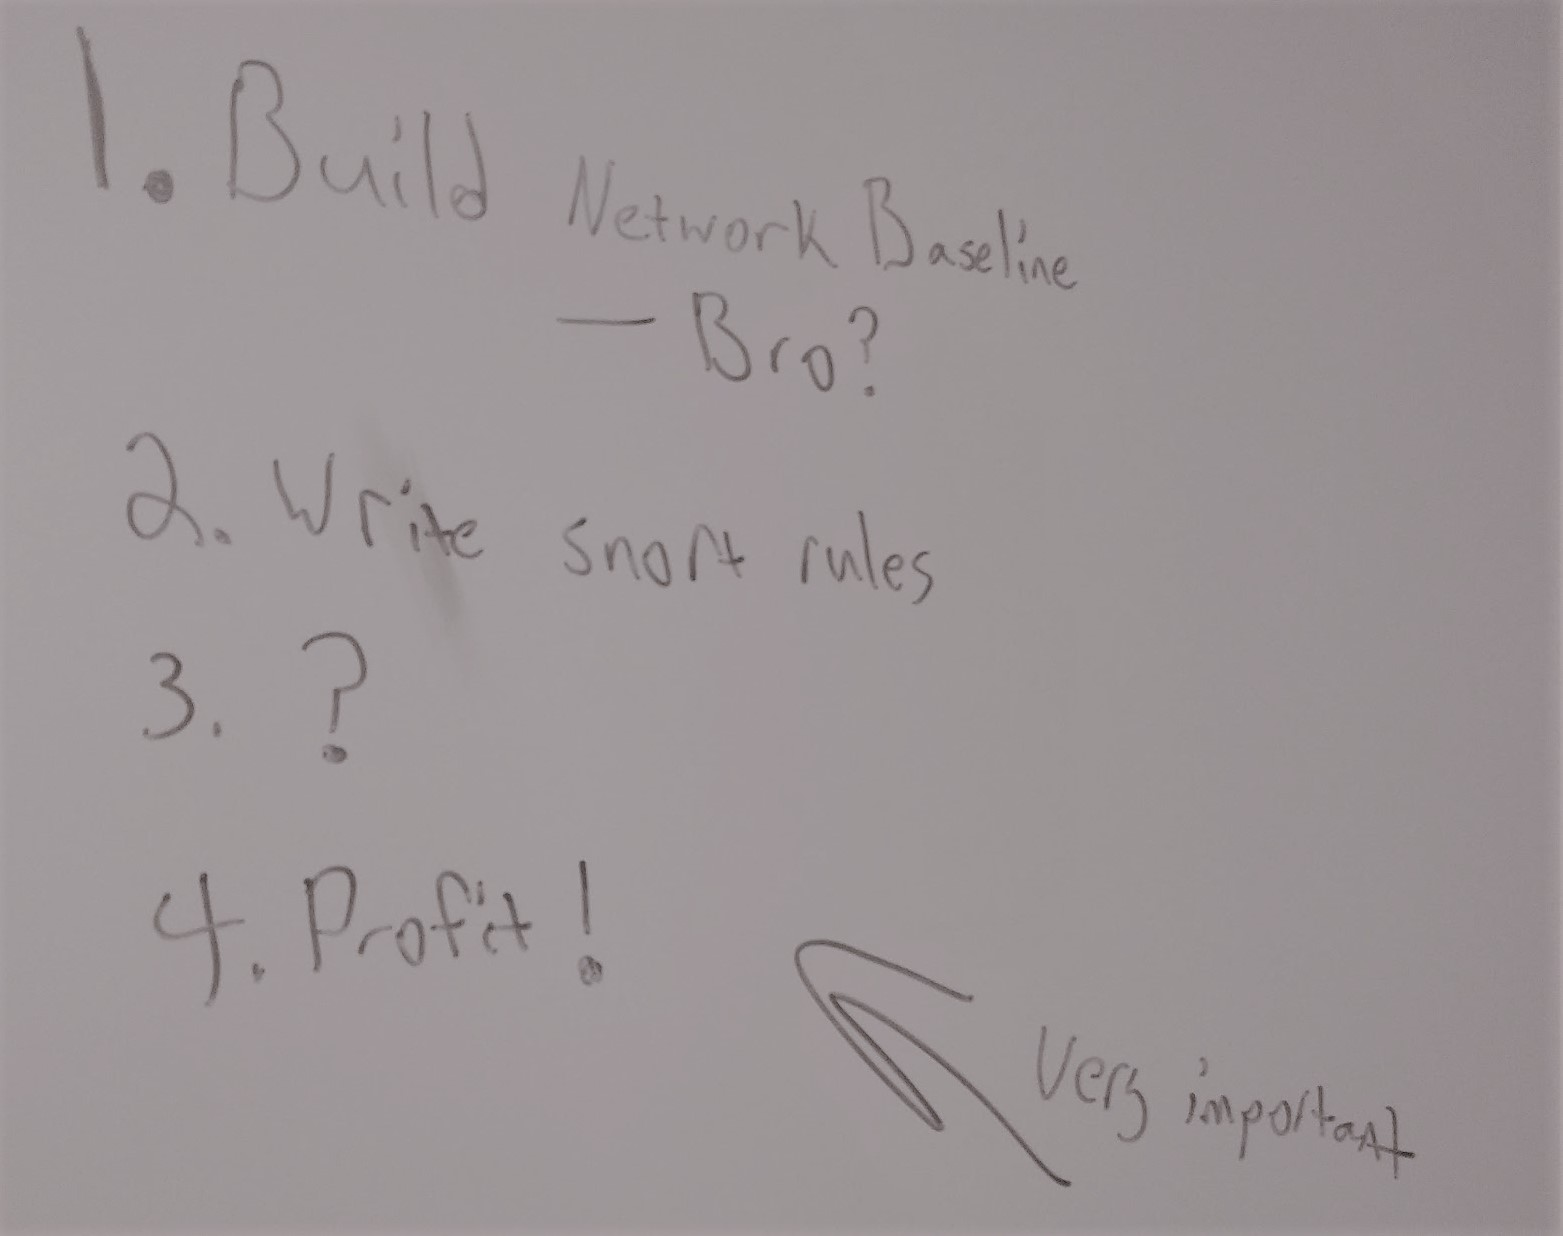 1. Build Network Baseline
— Bro?
2. Write snort rules
3. ?
4. Profit!
Very important